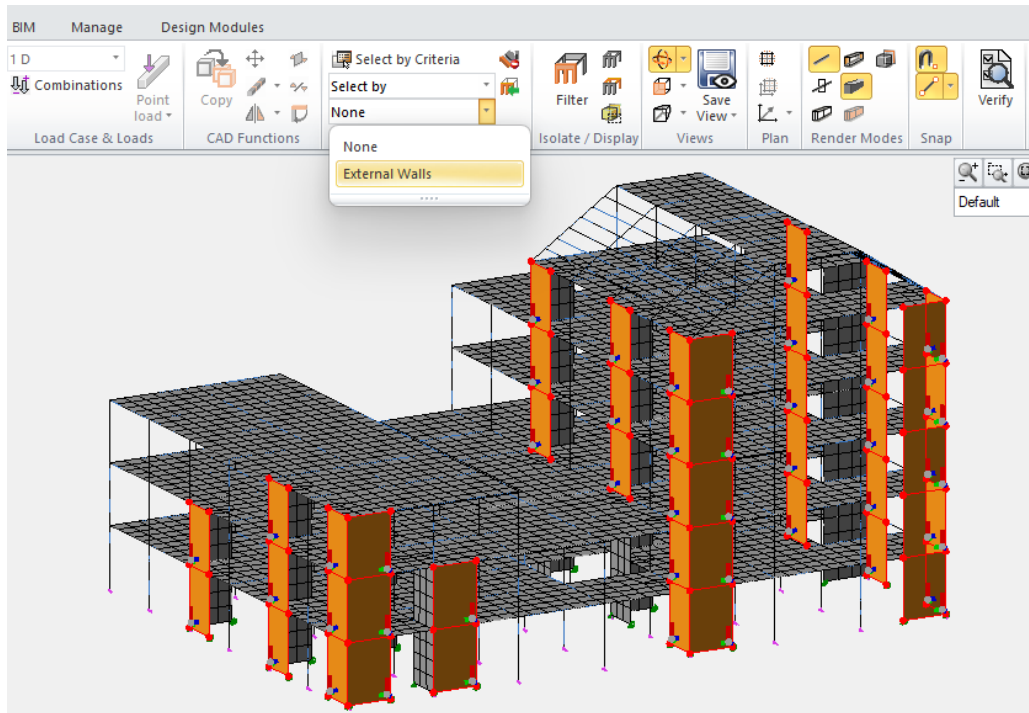 BIM Manage Design Modules
1 D
Combinations
Point load
Copy
Select by Criteria
Select by
None
Filter
Save View
Verify
Load Case & Loads CAD Functions Isolate / Display Views Plan Render Modes Snap
None
External Walls
Default